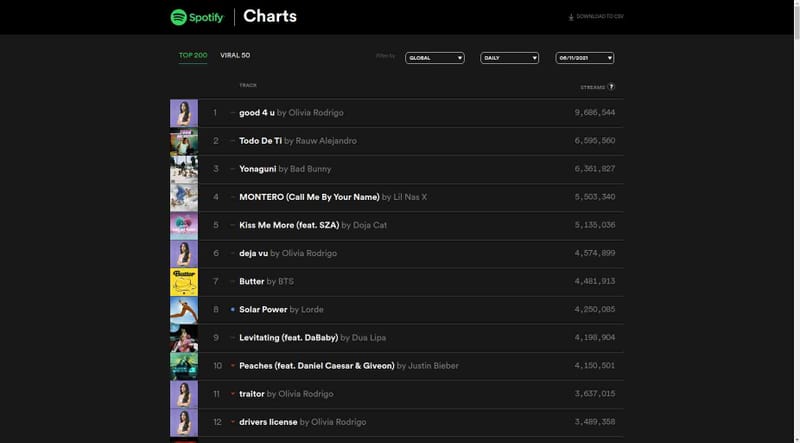 Spotify Charts
DOWNLOAD TO CSV
TOP 200 VIRAL 50 Filter by GLOBAL DAILY 06/11/2021
TRACK STREAMS ?
1 good 4 u by Olivia Rodrigo 9,686,544
2 Todo De Ti by Rauw Alejandro 6,595,560
3 Yonaguni by Bad Bunny 6,361,827
4 MONTERO (Call Me By Your Name) by Lil Nas X 5,503,340
5 Kiss Me More (feat. SZA) by Doja Cat 5,135,036
6 deja vu by Olivia Rodrigo 4,574,899
Butter
7 Butter by BTS 4,481,913
8 Solar Power by Lorde 4,250,085
9 Levitating (feat. DaBaby) by Dua Lipa 4,198,904
10 Peaches (feat. Daniel Caesar & Giveon) by Justin Bieber 4,150,501
11 traitor by Olivia Rodrigo 3,637,015
12 drivers license by Olivia Rodrigo 3,489,358